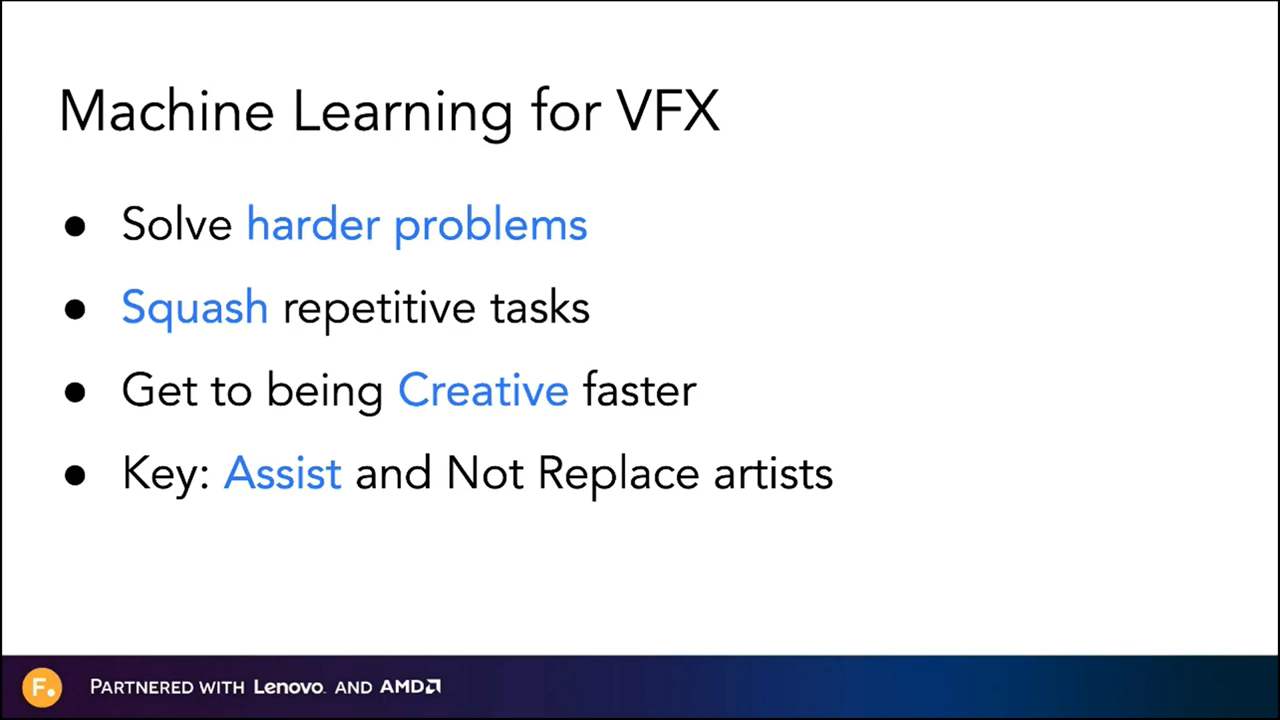 Machine Learning for VFX
● Solve harder problems
● Squash repetitive tasks
● Get to being Creative faster
● Key: Assist and Not Replace artists
F. PARTNERED WITH Lenovo. AND AMD